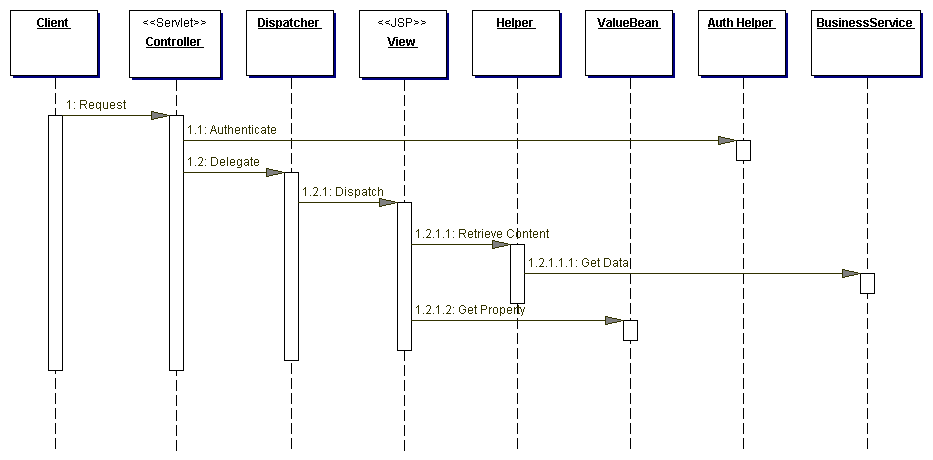 Client
<<Servlet>>
Controller
Dispatcher
<<JSP>>
View
Helper
ValueBean
Auth Helper
BusinessService
1: Request
1.1: Authenticate
1.2: Delegate
1.2.1: Dispatch
1.2.1.1: Retrieve Content
1.2.1.1.1: Get Data
1.2.1.2: Get Property